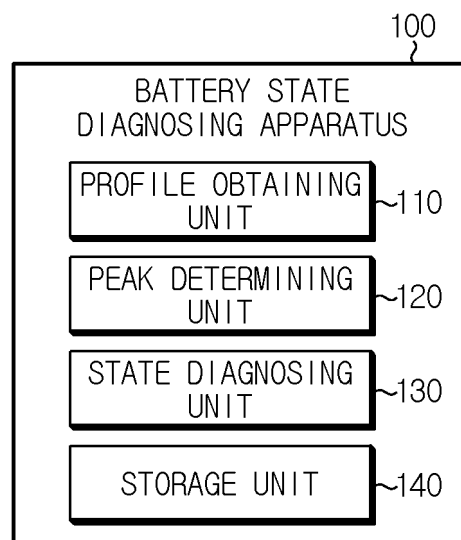 100
BATTERY STATE
DIAGNOSING APPARATUS
PROFILE OBTAINING
UNIT
110
PEAK DETERMINING
UNIT
120
STATE DIAGNOSING
UNIT
130
STORAGE UNIT
140